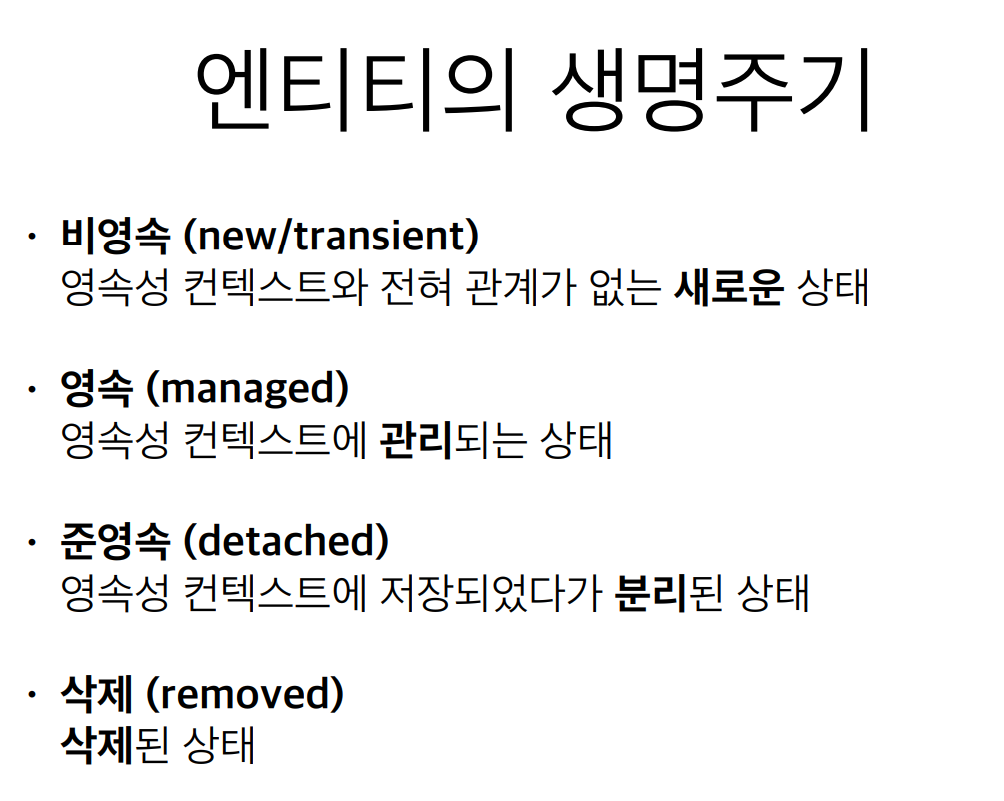 엔티티의 생명주기
· 비영속 (new/transient)
영속성 컨텍스트와 전혀 관계가 없는 새로운 상태
· 영속 (managed)
영속성 컨텍스트에 관리되는 상태
· 준영속 (detached)
영속성 컨텍스트에 저장되었다가 분리된 상태
· 삭제 (removed)
삭제된 상태